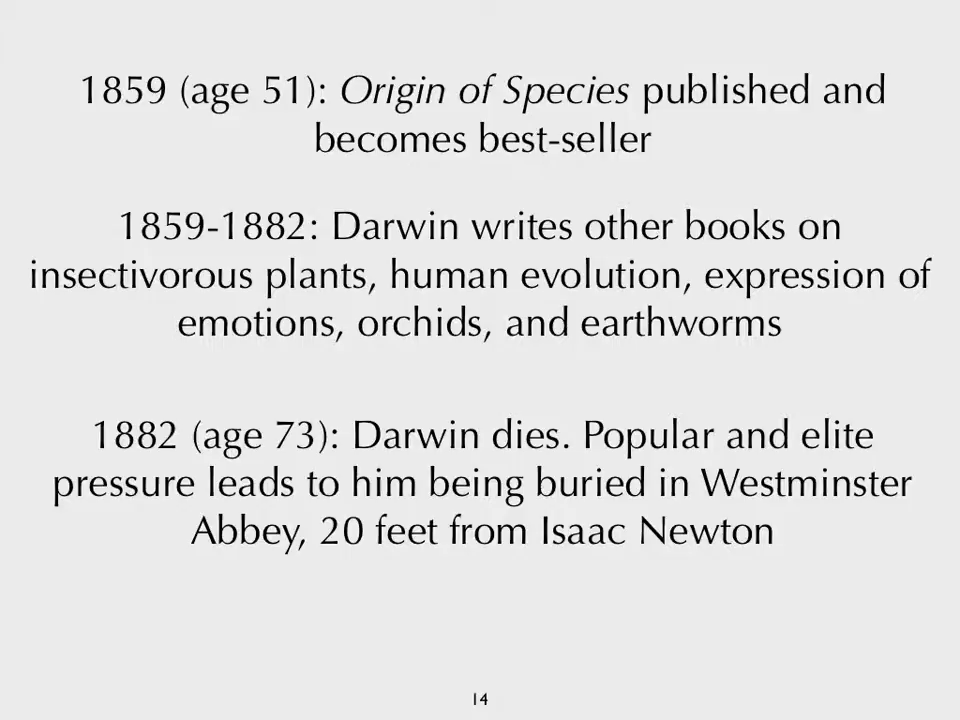 1859 (age 51): Origin of Species published and
becomes best-seller
1859-1882: Darwin writes other books on
insectivorous plants, human evolution, expression of
emotions, orchids, and earthworms
1882 (age 73): Darwin dies. Popular and elite
pressure leads to him being buried in Westminster
Abbey, 20 feet from Isaac Newton
14